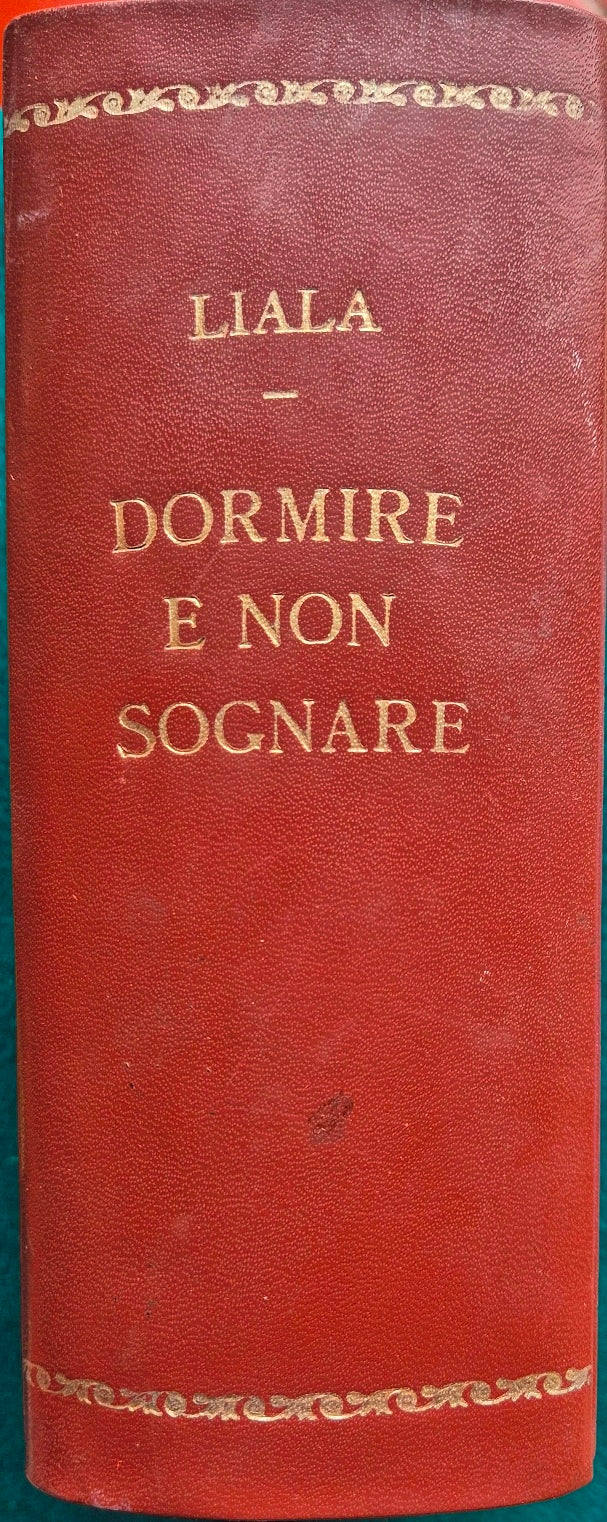 LIALA
–
DORMIRE
E NON
SOGNARE